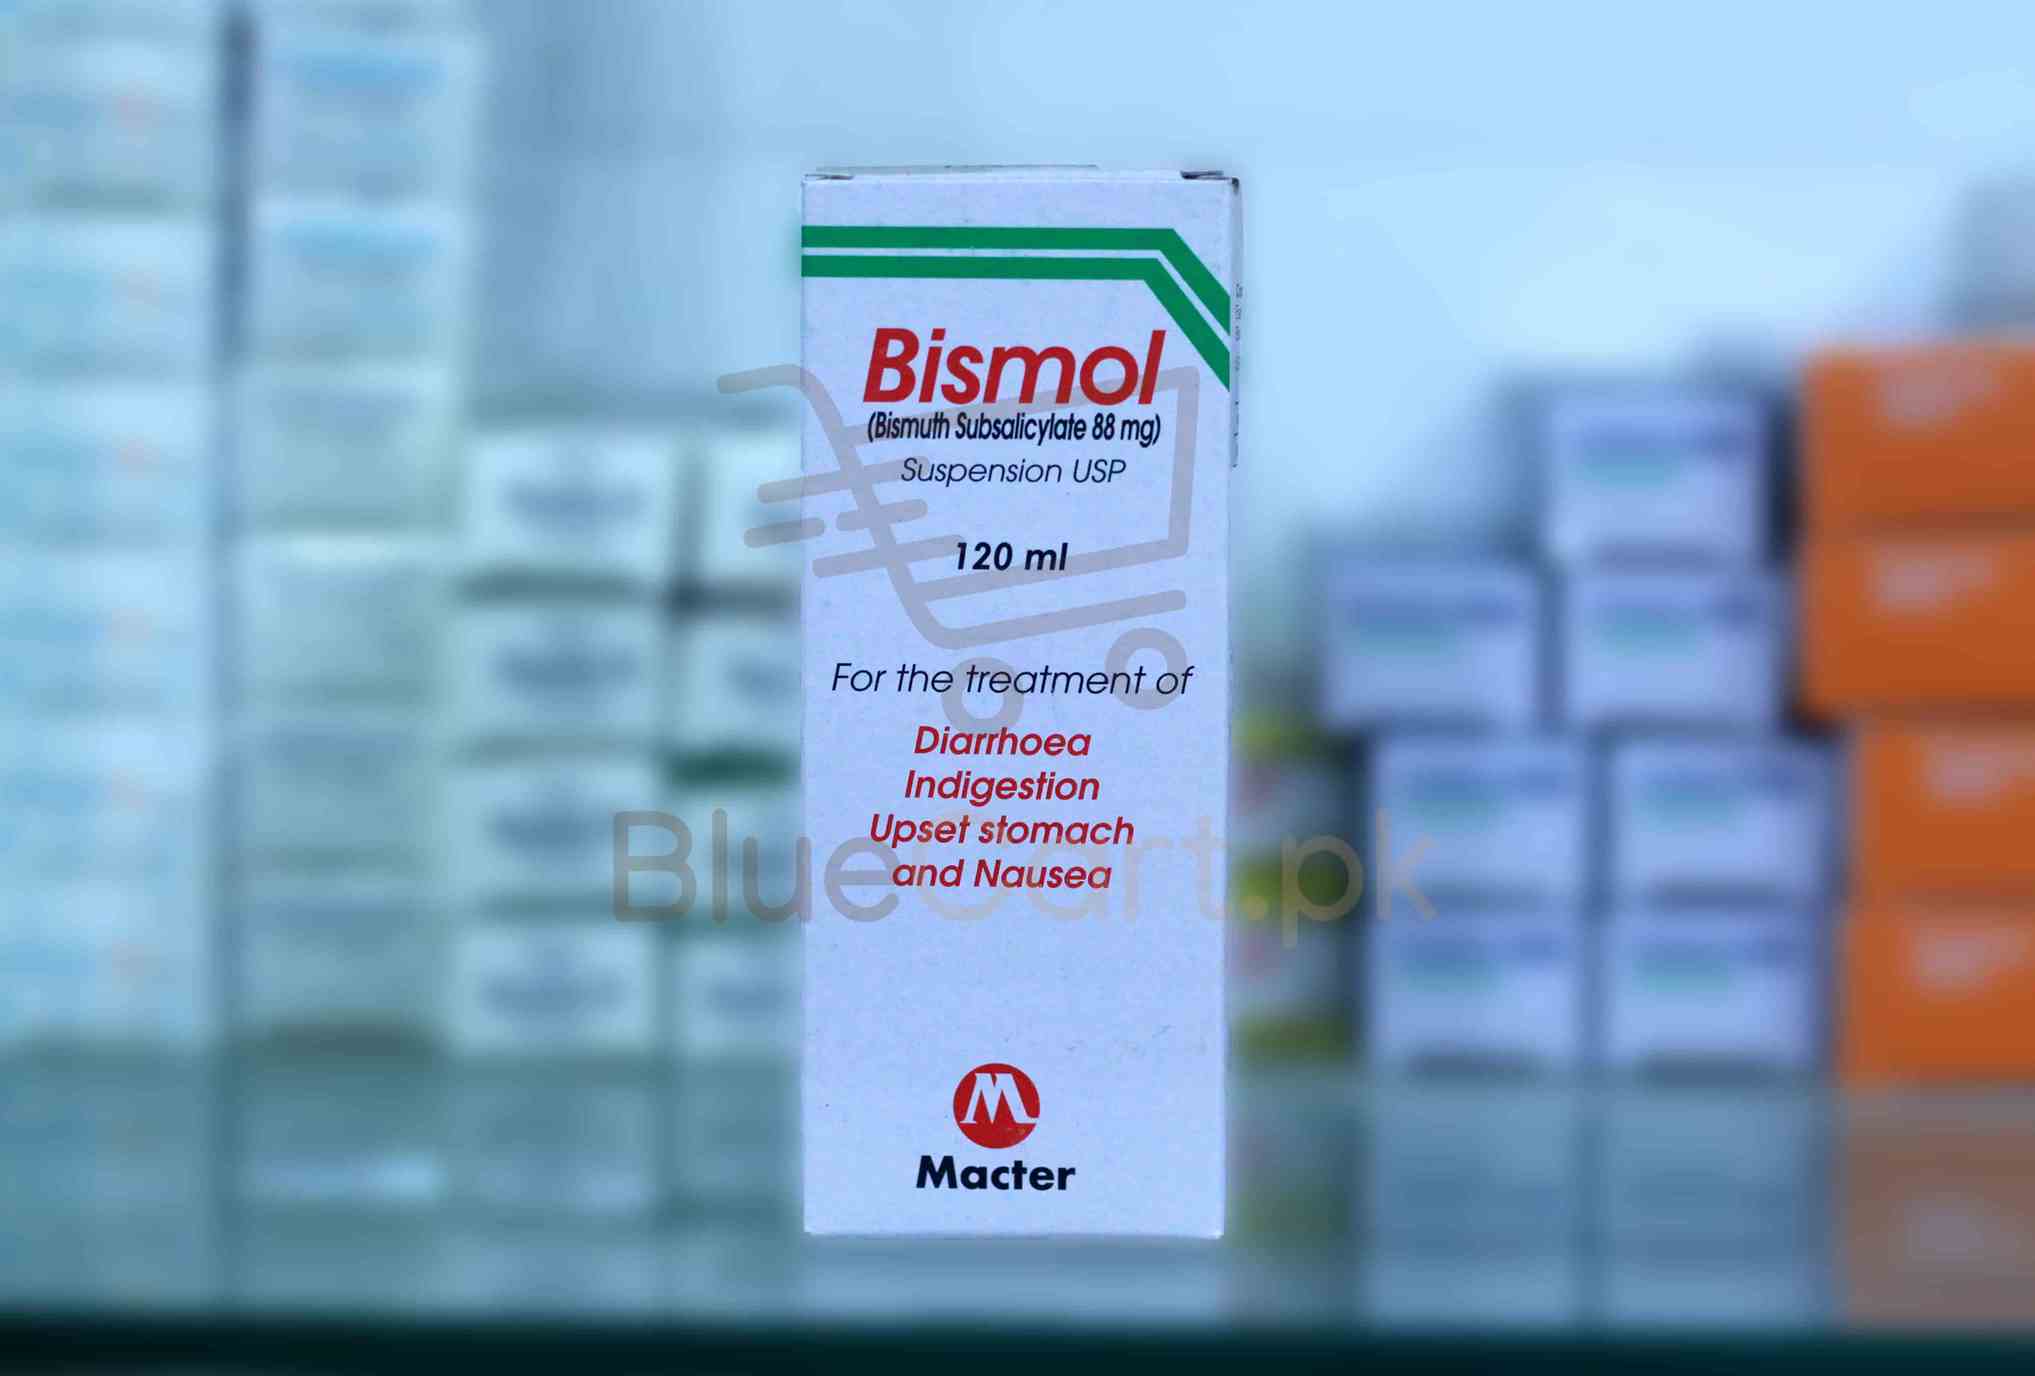 Bismol
(Bismuth Subsalicylate 88 mg)
Suspension USP
120 ml
For the treatment of
Diarrhoea
Indigestion
Upset stomach
and Nausea
BlueCart.pk
M
Macter